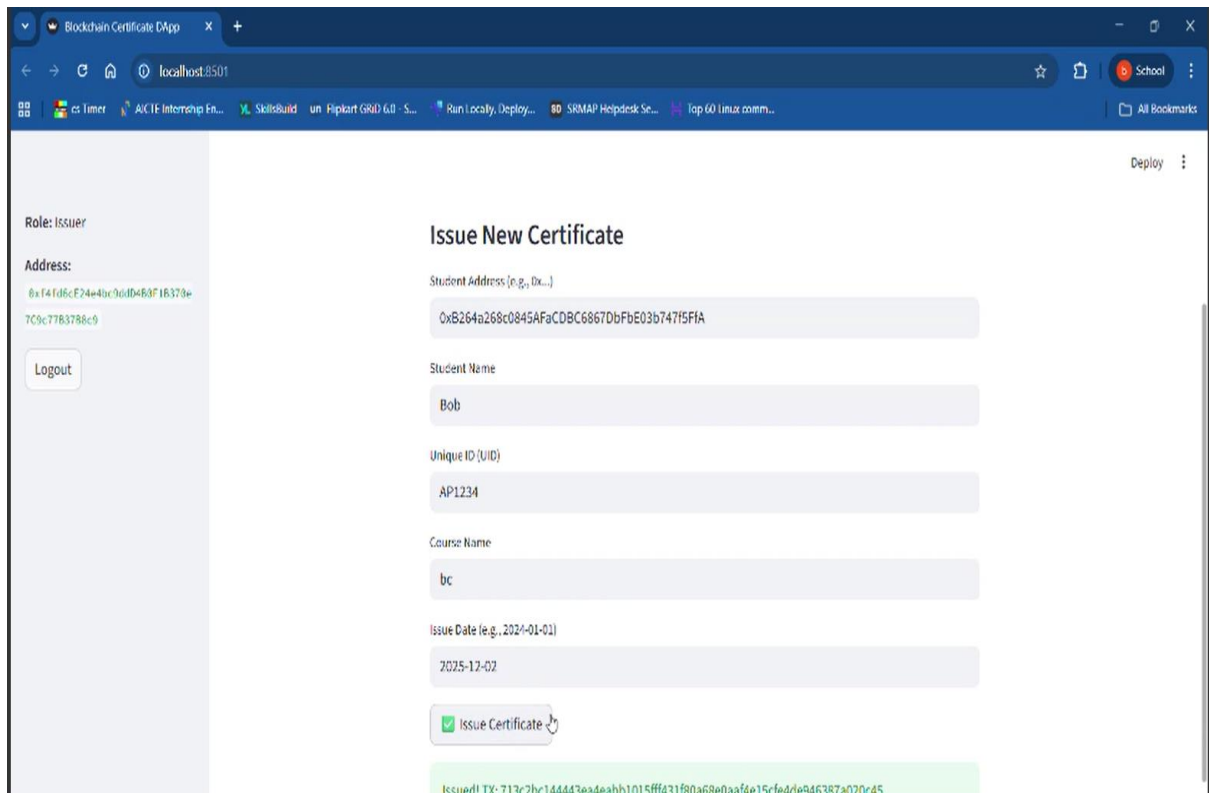 Blockchain Certificate DApp
localhost:8501
School
cs Timer
AICTE Internship En...
SkillsBuild
Flipkart GRiD 6.0 - S...
Run Locally, Deploy...
SRMAP Helpdesk Se...
Top 60 Linux comm...
All Bookmarks
Deploy
Role: Issuer
Address:
Logout
Issue New Certificate
Student Address (e.g., 0x...)
0xB264a268c0845AFaCDBC6867DbFbE03b747f5FfA
Student Name
Bob
Unique ID (UID)
AP1234
Course Name
bc
Issue Date (e.g., 2024-01-01)
2025-12-02
Issue Certificate
Issued! TX: